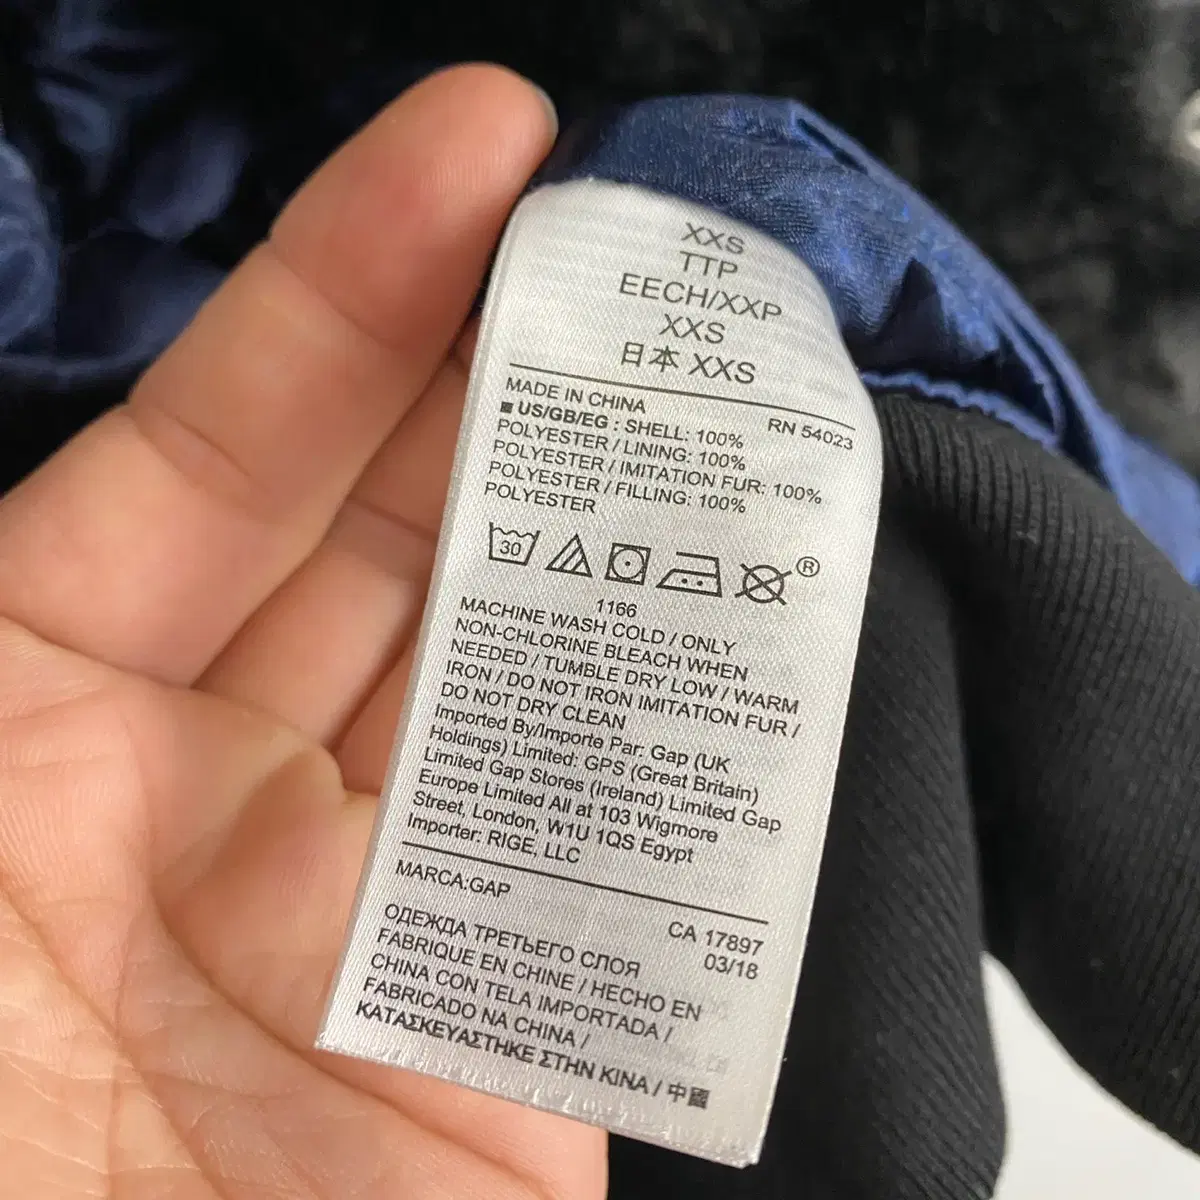 XXS
TTP
EECH/XXP
XXS
日本 XXS
MADE IN CHINA
RN 54023
US/GB/EG : SHELL: 100%
POLYESTER / LINING: 100%
POLYESTER / IMITATION FUR: 100%
POLYESTER / FILLING: 100%
POLYESTER
30
®
1166
MACHINE WASH COLD / ONLY
NON-CHLORINE BLEACH WHEN
NEEDED / TUMBLE DRY LOW / WARM
IRON / DO NOT IRON IMITATION FUR /
DO NOT DRY CLEAN
Imported By/Importe Par: Gap (UK
Holdings) Limited: GPS (Great Britain)
Limited Gap Stores (Ireland) Limited Gap
Europe Limited All at 103 Wigmore
Street, London, W1U 1QS Egypt
Importer: RIGE, LLC
MARCA:GAP
CA 17897
03/18
ОДЕЖДА ТРЕТЬЕГО СЛОЯ
FABRIQUE EN CHINE / HECHO EN
CHINA CON TELA IMPORTADA /
FABRICADO NA CHINA /
ΚΑΤΑΣΚΕΥΑΣΤΗΚΕ ΣΤΗΝ ΚΙΝΑ / 中國